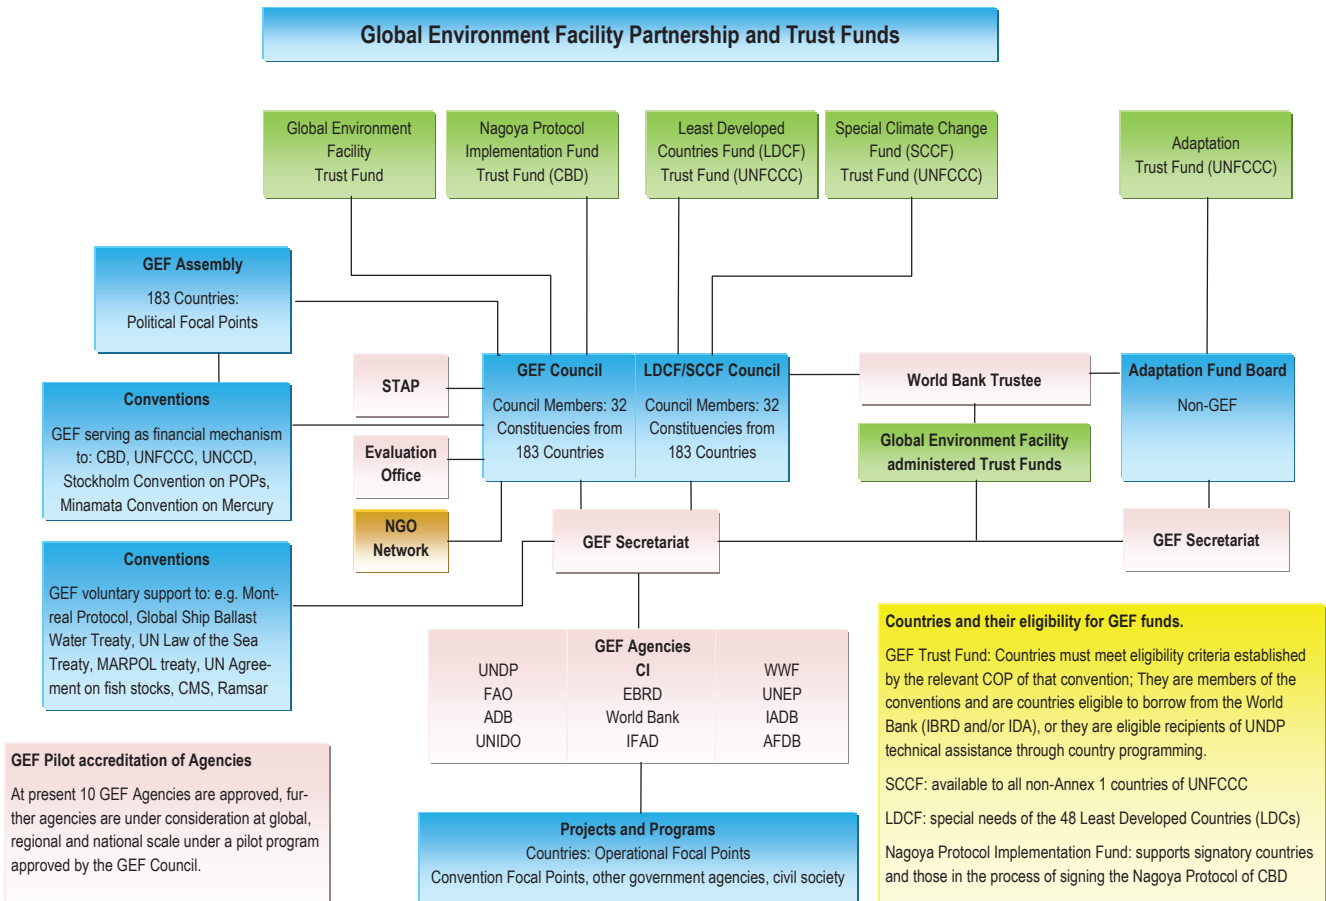 Global Environment Facility Partnership and Trust Funds
Global Environment
Facility
Trust Fund
Nagoya Protocol
Implementation Fund
Trust Fund (CBD)
Least Developed
Countries Fund (LDCF)
Trust Fund (UNFCCC)
Special Climate Change
Fund (SCCF)
Trust Fund (UNFCCC)
Adaptation
Trust Fund (UNFCCC)
GEF Assembly
183 Countries:
Political Focal Points
Conventions
GEF serving as financial mechanism
to: CBD, UNFCCC, UNCCD,
Stockholm Convention on POPs,
Minamata Convention on Mercury
Conventions
GEF voluntary support to: e.g. Mont-
real Protocol, Global Ship Ballast
Water Treaty, UN Law of the Sea
Treaty, MARPOL treaty, UN Agree-
ment on fish stocks, CMS, Ramsar
STAP
Evaluation
Office
NGO
Network
GEF Council
Council Members: 32
Constituencies from
183 Countries
LDCF/SCCF Council
Council Members: 32
Constituencies from
183 Countries
World Bank Trustee
Global Environment Facility
administered Trust Funds
Adaptation Fund Board
Non-GEF
GEF Secretariat
GEF Secretariat
GEF Agencies
UNDP CI WWF
FAO EBRD UNEP
ADB World Bank IADB
UNIDO IFAD AFDB
Projects and Programs
Countries: Operational Focal Points
Convention Focal Points, other government agencies, civil society
GEF Pilot accreditation of Agencies
At present 10 GEF Agencies are approved, fur-
ther agencies are under consideration at global,
regional and national scale under a pilot program
approved by the GEF Council.
Countries and their eligibility for GEF funds.
GEF Trust Fund: Countries must meet eligibility criteria established
by the relevant COP of that convention; They are members of the
conventions and are countries eligible to borrow from the World
Bank (IBRD and/or IDA), or they are eligible recipients of UNDP
technical assistance through country programming.
SCCF: available to all non-Annex 1 countries of UNFCCC
LDCF: special needs of the 48 Least Developed Countries (LDCs)
Nagoya Protocol Implementation Fund: supports signatory countries
and those in the process of signing the Nagoya Protocol of CBD